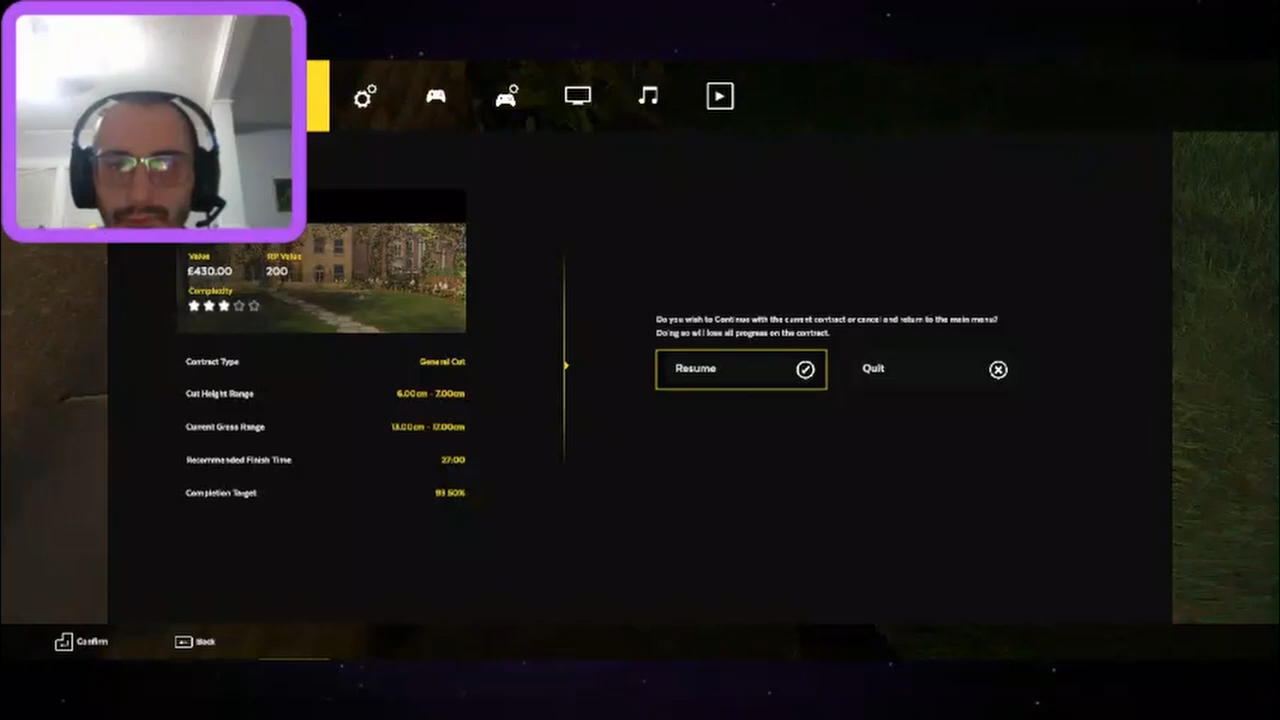 Value RP Value
£430.00 200
Complexity
Do you wish to Continue with the current contract or cancel and return to the main menu?
Doing so will lose all progress on the contract.
Resume Quit
Contract Type General Cut
Cut Height Range 6.00cm - 7.00cm
Current Grass Range 13.00cm - 17.00cm
Recommended Finish Time 27:00
Completion Target 93.50%
Confirm Back